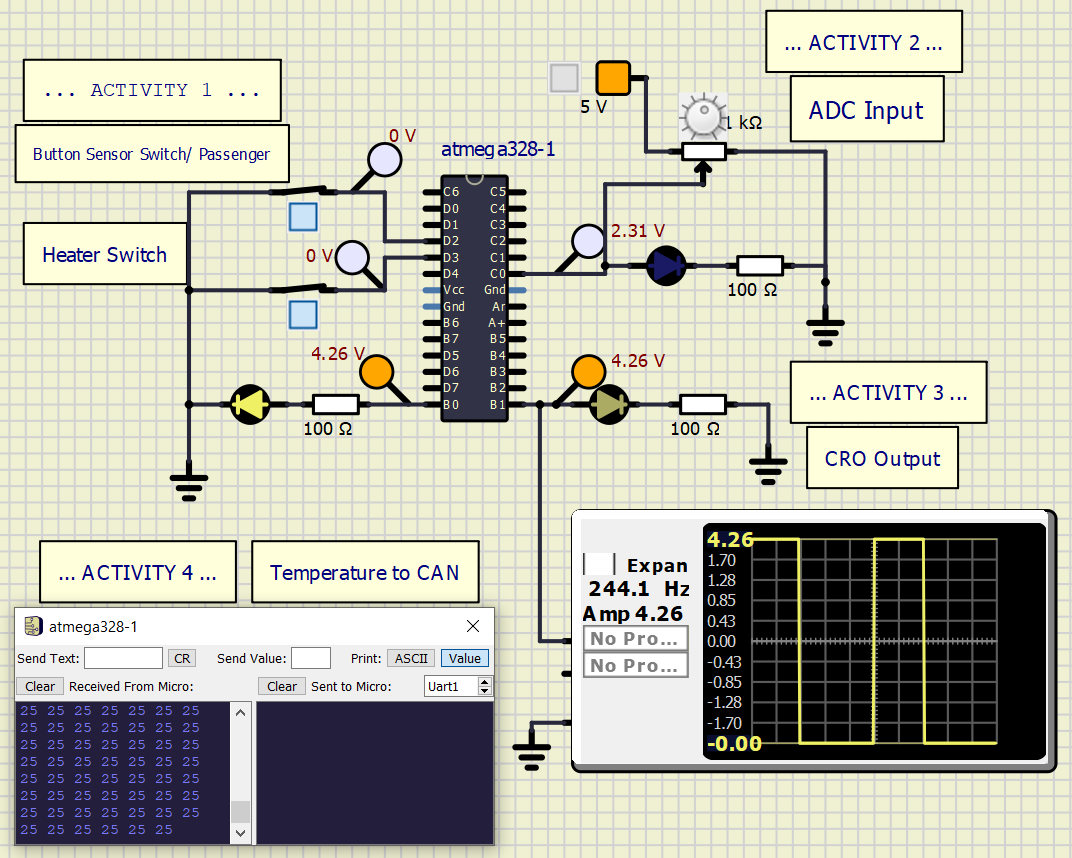 ... ACTIVITY 1 ...
Button Sensor Switch/ Passenger
Heater Switch
0 V
0 V
4.26 V
100 Ω
atmega328-1
C6 C5
D0 C4
D1 C3
D2 C2
D3 C1
D4 C0
Vcc Gnd
Gnd Ar
B6 A+
B7 B5
D5 B4
D6 B3
D7 B2
B0 B1
... ACTIVITY 2 ...
ADC Input
5 V
1 kΩ
2.31 V
100 Ω
4.26 V
100 Ω
... ACTIVITY 3 ...
CRO Output
... ACTIVITY 4 ...
Temperature to CAN
atmega328-1
Send Text: CR Send Value: Print: ASCII Value
Clear Received From Micro: Clear Sent to Micro: Uart1
25 25 25 25 25 25 25
25 25 25 25 25 25 25
25 25 25 25 25 25 25
25 25 25 25 25 25 25
25 25 25 25 25 25 25
25 25 25 25 25 25 25
25 25 25 25 25 25 25
25 25 25 25 25 25
Expan
244.1 Hz
Amp 4.26
No Pro...
No Pro...
4.26
1.70
1.28
0.85
0.43
0.00
-0.43
-0.85
-1.28
-1.70
-0.00